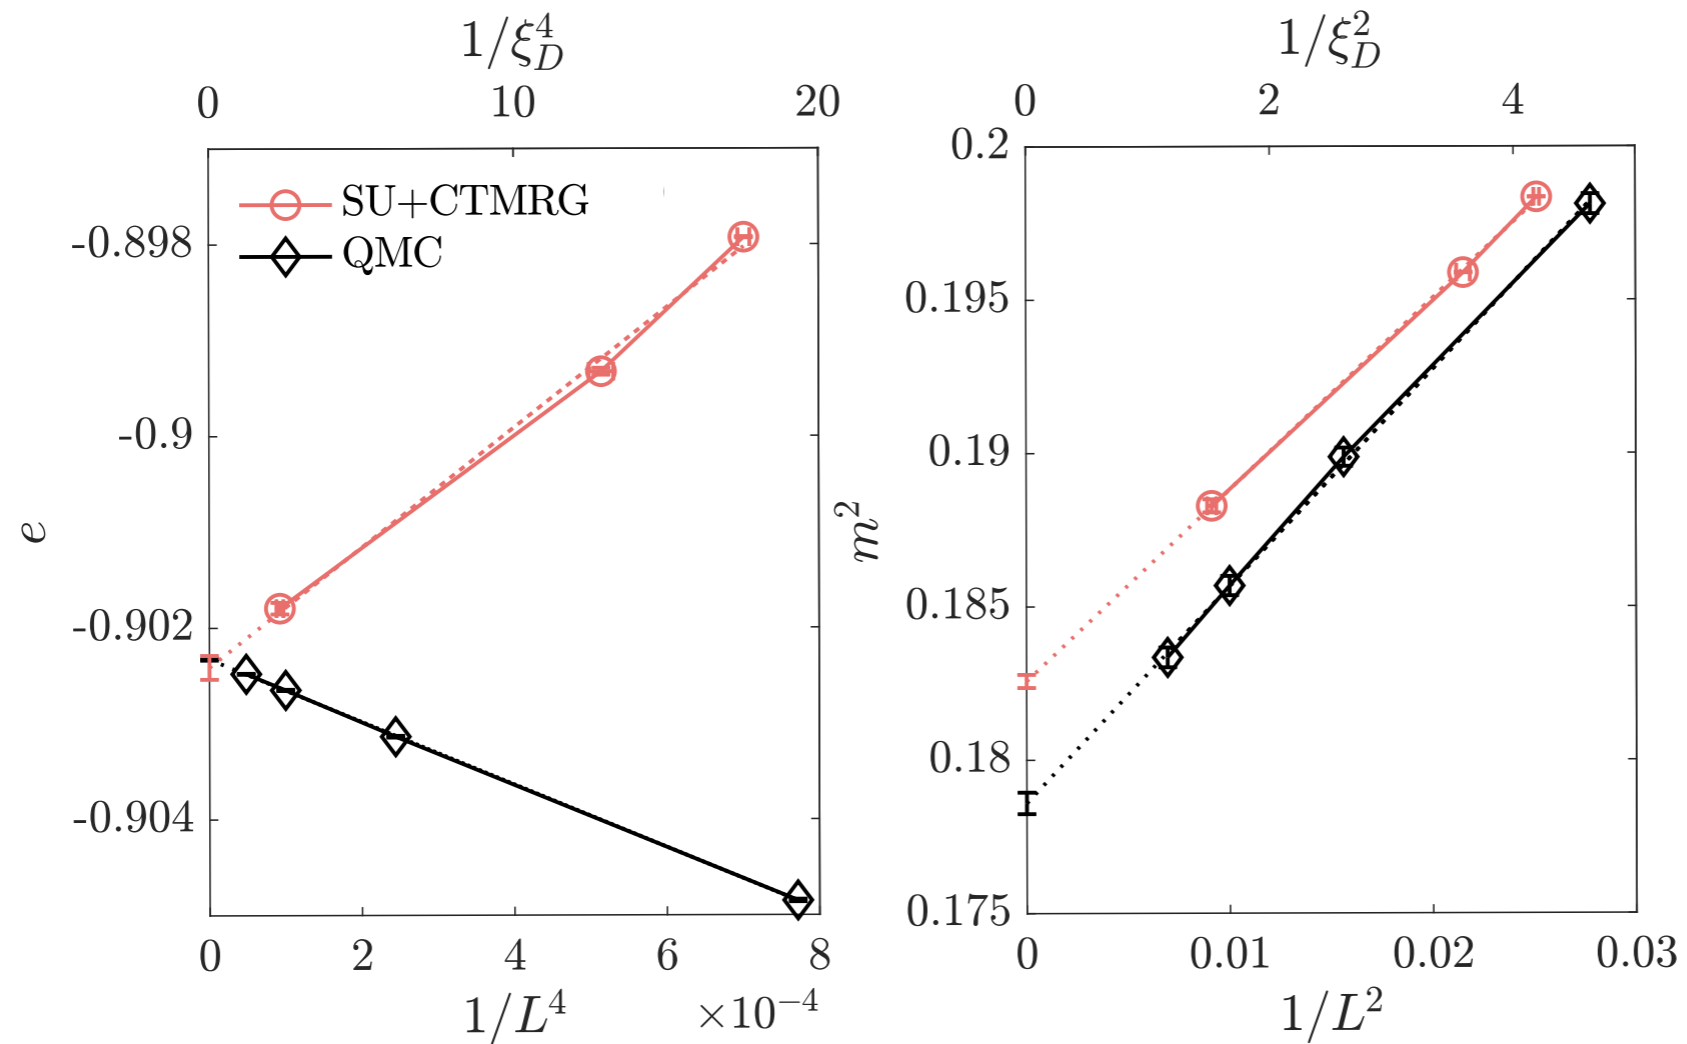 1/ξ_D^4
0 10 20
SU+CTMRG
QMC
-0.898
-0.9
-0.902
-0.904
e
0 2 4 6 8
1/L^4
×10^-4
1/ξ_D^2
0 2 4
0.2
0.195
0.19
0.185
0.18
0.175
m^2
0 0.01 0.02 0.03
1/L^2